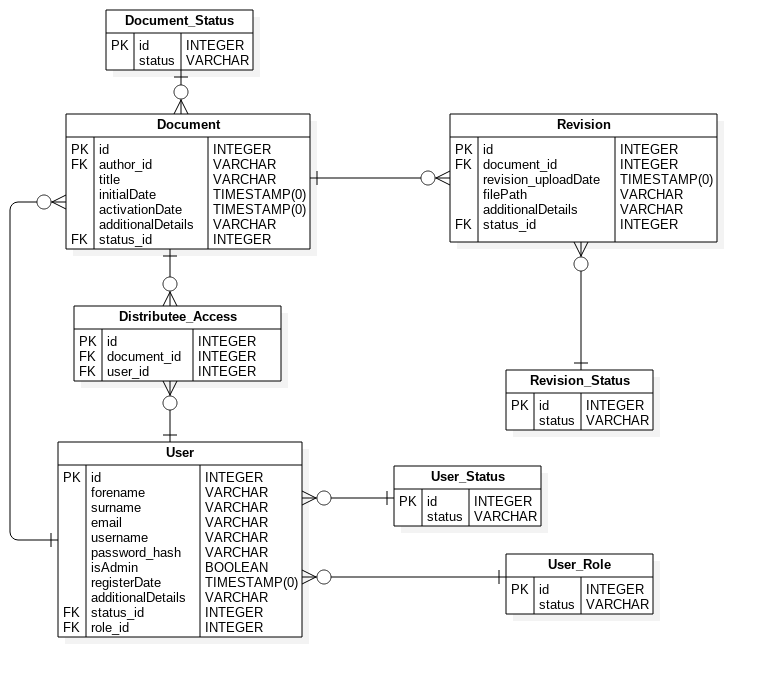 Document_Status
PK id INTEGER
status VARCHAR
Document
PK id INTEGER
FK author_id VARCHAR
title VARCHAR
initialDate TIMESTAMP(0)
activationDate TIMESTAMP(0)
additionalDetails VARCHAR
FK status_id INTEGER
Revision
PK id INTEGER
FK document_id INTEGER
revision_uploadDate TIMESTAMP(0)
filePath VARCHAR
additionalDetails VARCHAR
FK status_id INTEGER
Distributee_Access
PK id INTEGER
FK document_id INTEGER
FK user_id INTEGER
Revision_Status
PK id INTEGER
status VARCHAR
User
PK id INTEGER
forename VARCHAR
surname VARCHAR
email VARCHAR
username VARCHAR
password_hash VARCHAR
isAdmin BOOLEAN
registerDate TIMESTAMP(0)
additionalDetails VARCHAR
FK status_id INTEGER
FK role_id INTEGER
User_Status
PK id INTEGER
status VARCHAR
User_Role
PK id INTEGER
status VARCHAR